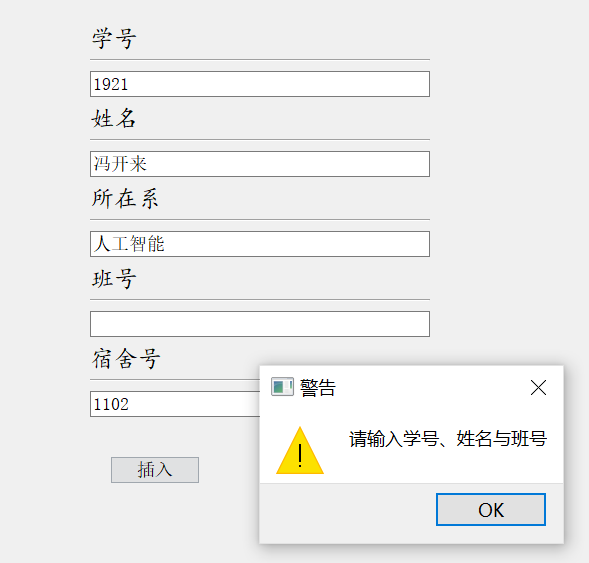 学号
1921
姓名
冯开来
所在系
人工智能
班号
宿舍号
1102
插入
警告
请输入学号、姓名与班号
OK